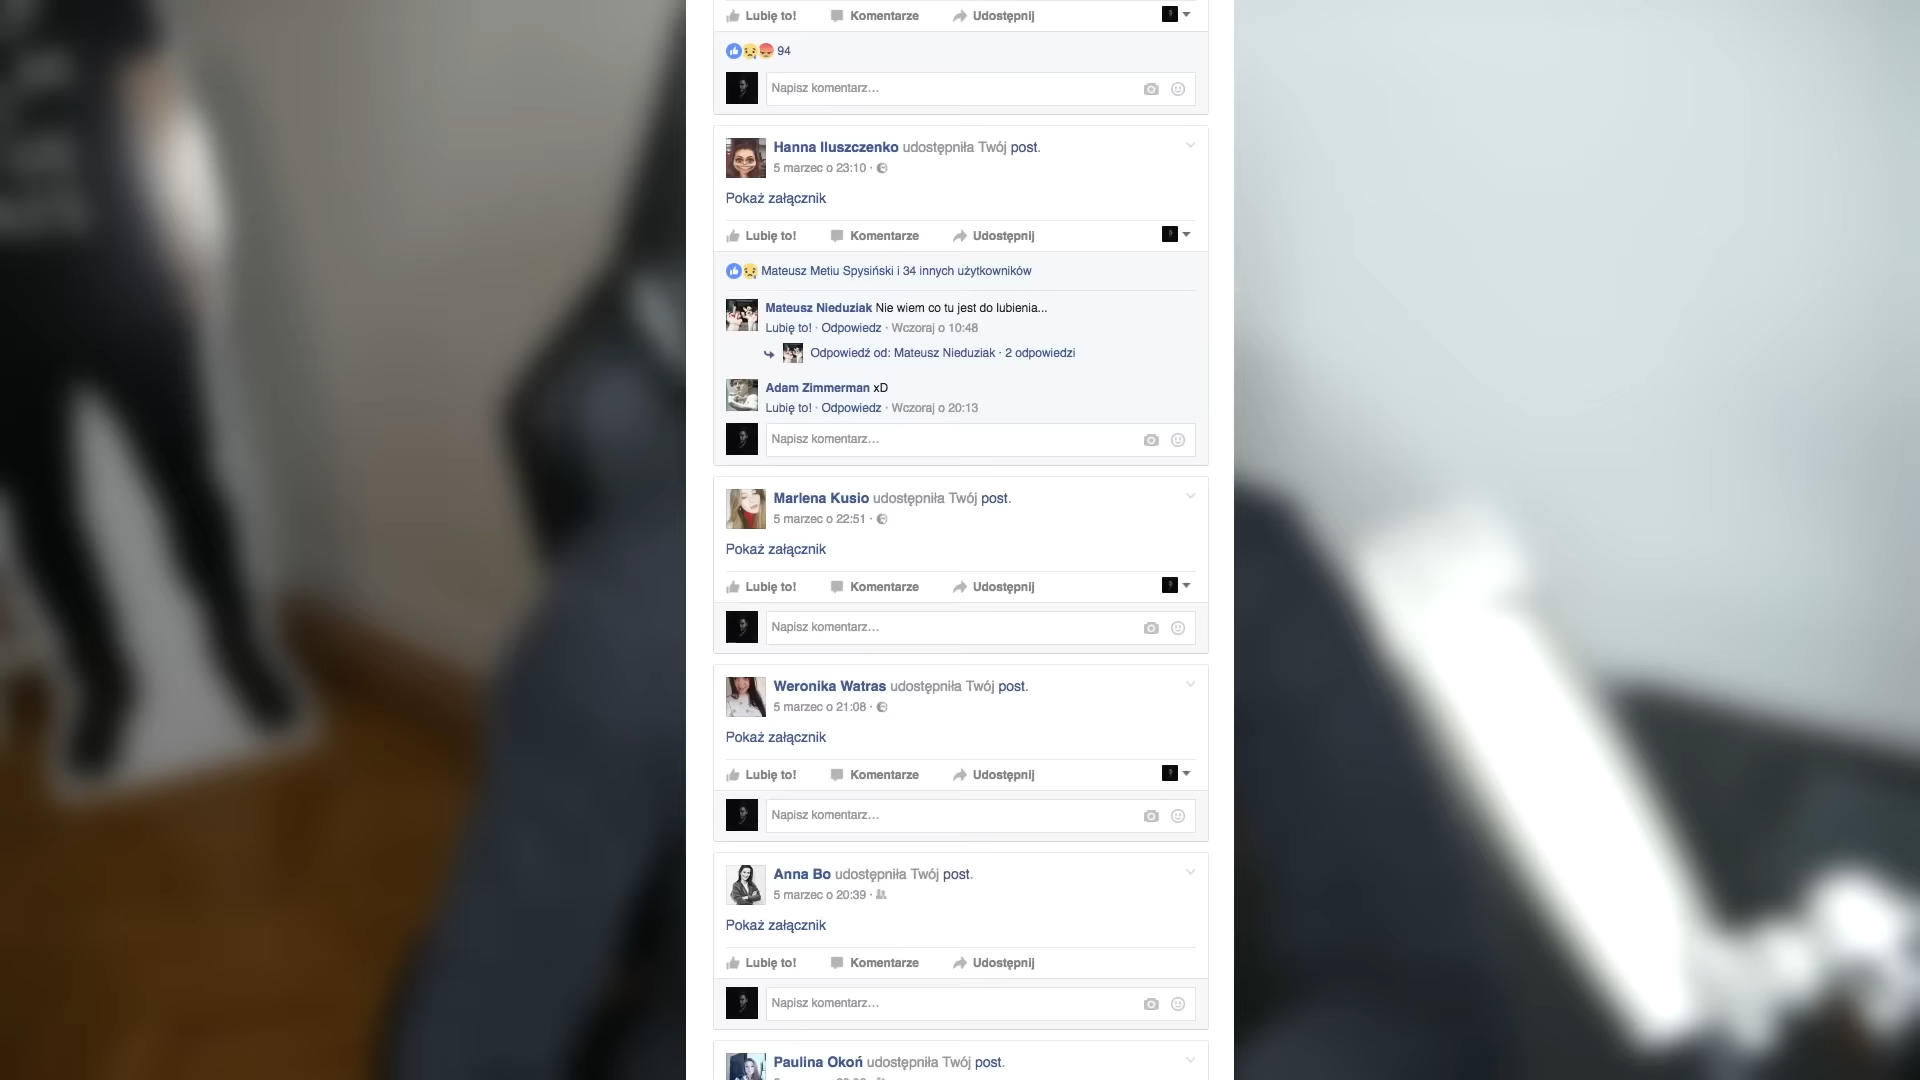 Lubię to! Komentarze Udostępnij
94
Napisz komentarz...
Hanna Iluszczenko udostępniła Twój post.
5 marzec o 23:10 ·
Pokaż załącznik
Lubię to! Komentarze Udostępnij
Mateusz Metiu Spysiński i 34 innych użytkowników
Mateusz Nieduziak Nie wiem co tu jest do lubienia...
Lubię to! · Odpowiedz · Wczoraj o 10:48
Odpowiedź od: Mateusz Nieduziak · 2 odpowiedzi
Adam Zimmerman xD
Lubię to! · Odpowiedz · Wczoraj o 20:13
Napisz komentarz...
Marlena Kusio udostępniła Twój post.
5 marzec o 22:51 ·
Pokaż załącznik
Lubię to! Komentarze Udostępnij
Napisz komentarz...
Weronika Watras udostępniła Twój post.
5 marzec o 21:08 ·
Pokaż załącznik
Lubię to! Komentarze Udostępnij
Napisz komentarz...
Anna Bo udostępniła Twój post.
5 marzec o 20:39 ·
Pokaż załącznik
Lubię to! Komentarze Udostępnij
Napisz komentarz...
Paulina Okoń udostępniła Twój post.